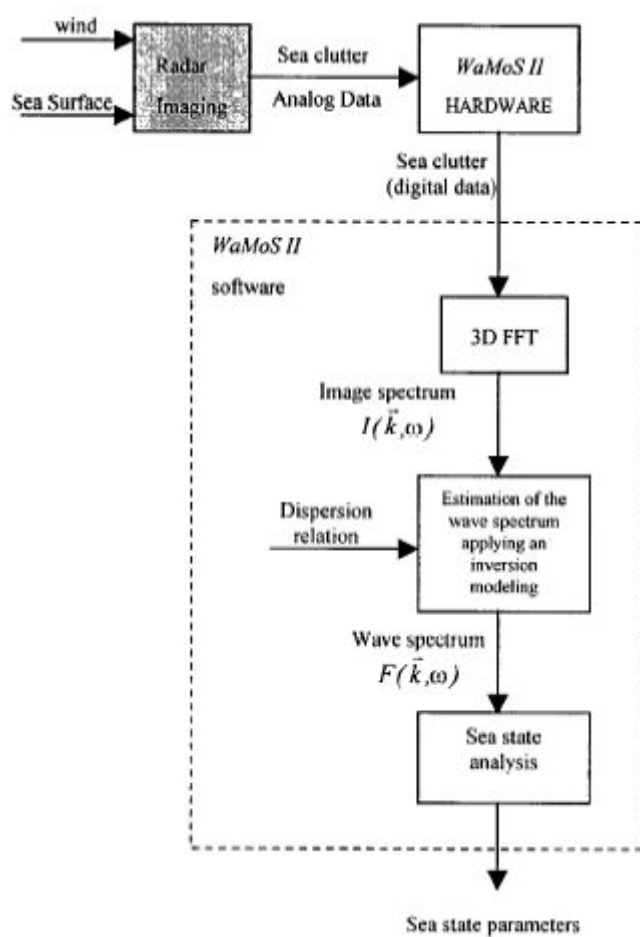 wind
Sea Surface
Radar
Imaging
Sea clutter
Analog Data
WaMoS II
HARDWARE
Sea clutter
(digital data)
WaMoS II
software
3D FFT
Image spectrum
I(k⃗,ω)
Dispersion
relation
Estimation of the
wave spectrum
applying an
inversion
modeling
Wave spectrum
F(k⃗,ω)
Sea state
analysis
Sea state parameters